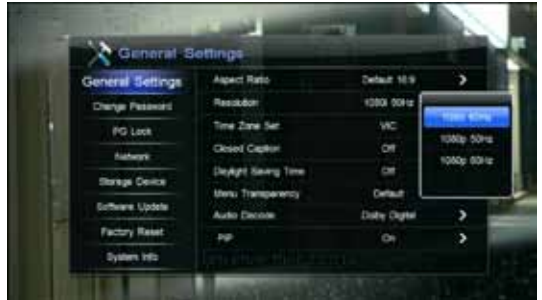 General Settings
General Settings
Change Password
PG Lock
Network
Storage Device
Software Update
Factory Reset
System Info
Aspect Ratio Default 16:9
Resolution 1080i 50Hz
Time Zone Set VIC
Closed Caption Off
Daylight Saving Time Off
Menu Transparency Default
Audio Decode Dolby Digital
PIP On
1080p 50Hz
1080p 60Hz